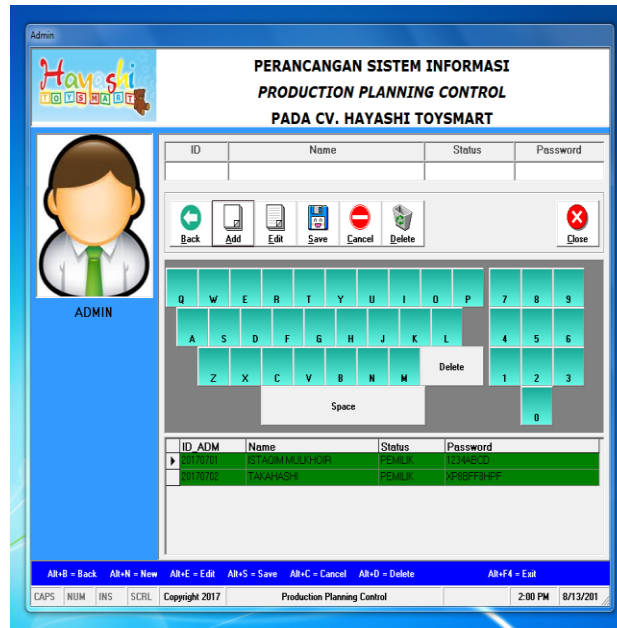 Admin
Hayashi
TOYSMART
PERANCANGAN SISTEM INFORMASI
PRODUCTION PLANNING CONTROL
PADA CV. HAYASHI TOYSMART
ID Name Status Password
Back Add Edit Save Cancel Delete Close
ADMIN
Q W E R T Y U I O P 7 8 9
A S D F G H J K L 4 5 6
Z X C V B N M Delete 1 2 3
Space 0
ID_ADM Name Status Password
20170701 ISTAQIM MULKHOIR PEMILIK 1234ABCD
20170702 TAKAHASHI PEMILIK XP8BFF8HPF
Alt+B = Back Alt+N = New Alt+E = Edit Alt+S = Save Alt+C = Cancel Alt+D = Delete Alt+F4 = Exit
CAPS NUM INS SCRL Copyright 2017 Production Planning Control 2:00 PM 8/13/201